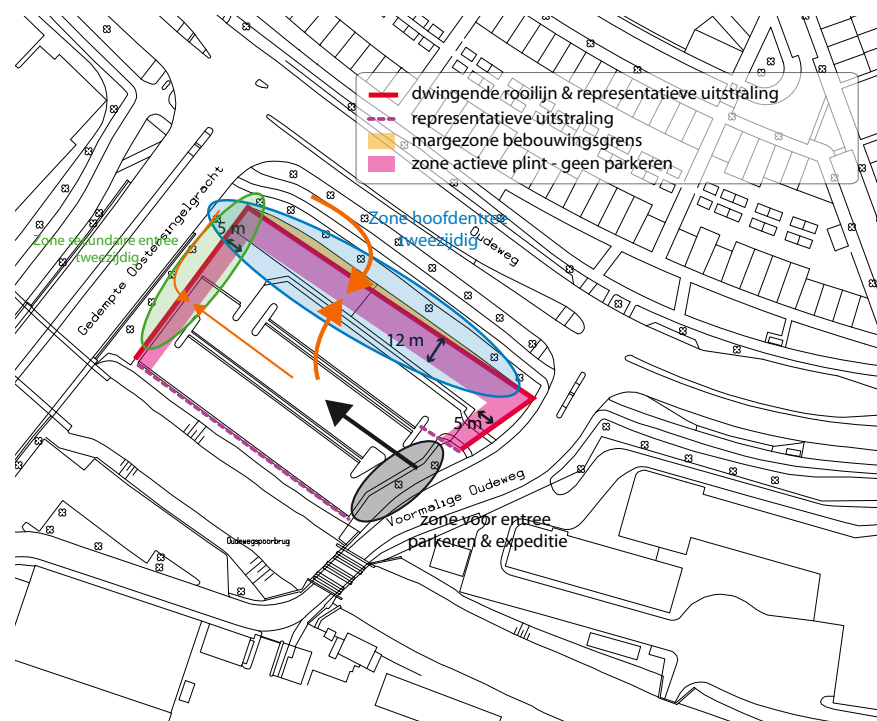 dwingende rooilijn & representatieve uitstraling
representatieve uitstraling
margezone bebouwingsgrens
zone actieve plint - geen parkeren
Gedempte Oostersingelgracht
Zone secundaire entree
tweezijdig
5 m
Zone hoofdentree
tweezijdig
Oudeweg
12 m
5 m
Voormalige Oudeweg
zone voor entree
parkeren & expeditie
Oudewegspoorbrug